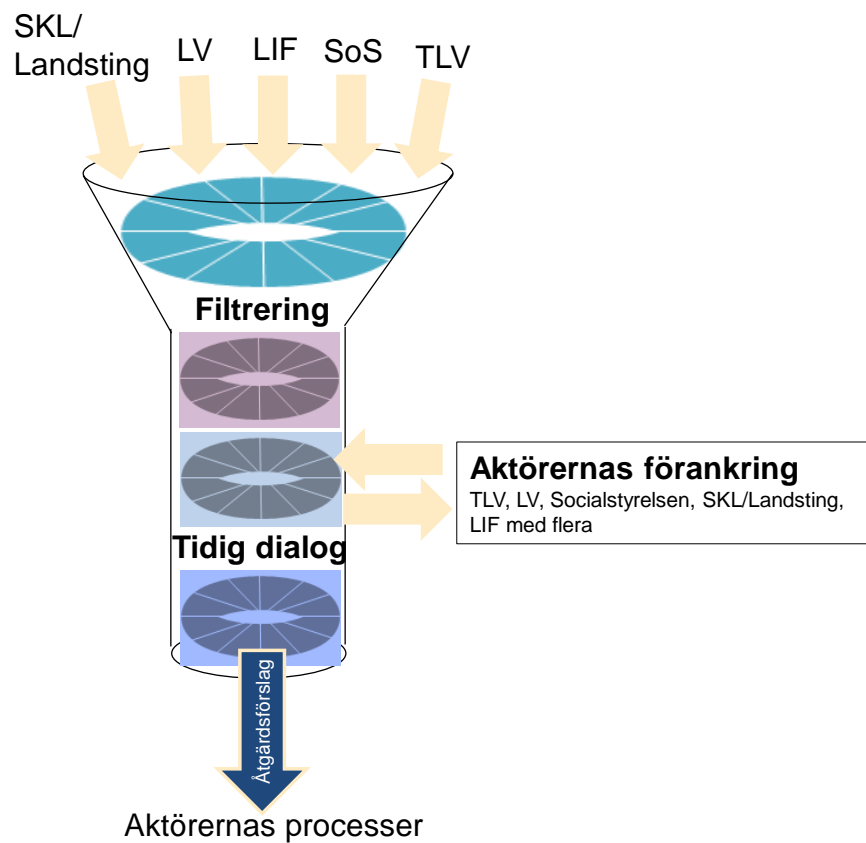 SKL/
Landsting
LV
LIF
SoS
TLV
Filtrering
Aktörernas förankring
TLV, LV, Socialstyrelsen, SKL/Landsting,
LIF med flera
Tidig dialog
Åtgärdsförslag
Aktörernas processer